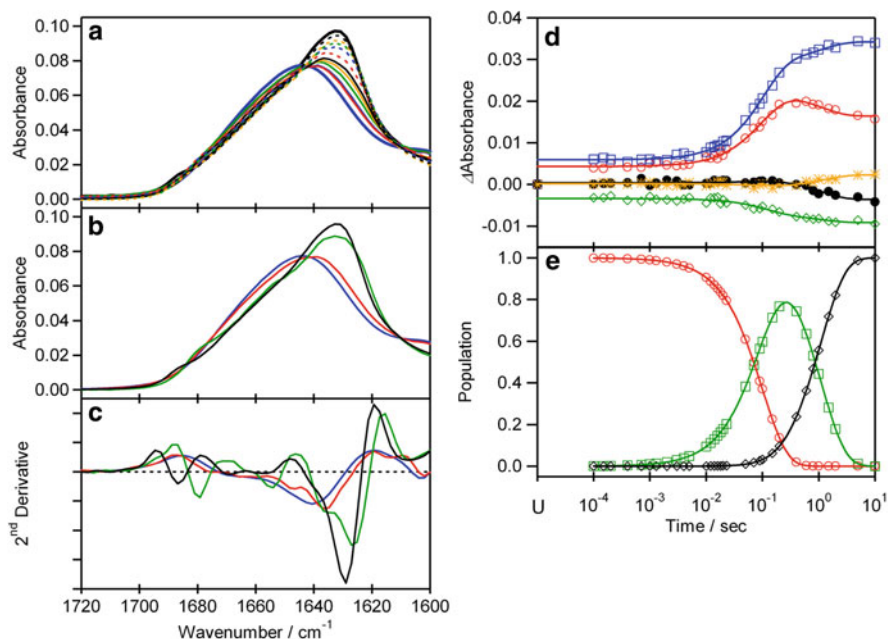 a
0.10
0.08
0.06
0.04
0.02
0.00
Absorbance
b
0.10
0.08
0.06
0.04
0.02
0.00
Absorbance
c
2nd Derivative
1720
1700
1680
1660
1640
1620
1600
Wavenumber / cm-1
d
0.04
0.03
0.02
0.01
0.00
-0.01
ΔAbsorbance
e
1.0
0.8
0.6
0.4
0.2
0.0
Population
U
10-4
10-3
10-2
10-1
100
101
Time / sec